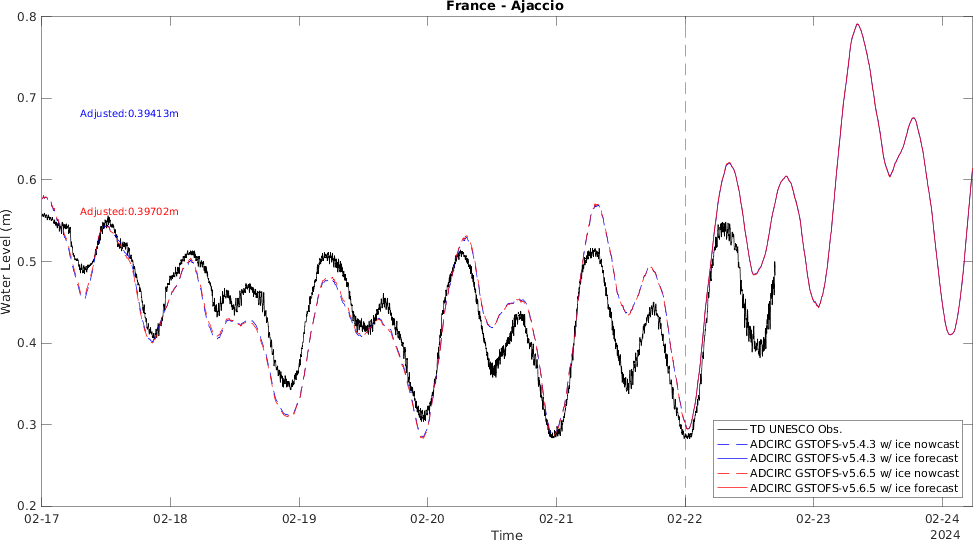 France - Ajaccio
0.8
0.7
0.6
0.5
0.4
0.3
0.2
Water Level (m)
Adjusted:0.39413m
Adjusted:0.39702m
TD UNESCO Obs.
ADCIRC GSTOFS-v5.4.3 w/ ice nowcast
ADCIRC GSTOFS-v5.4.3 w/ ice forecast
ADCIRC GSTOFS-v5.6.5 w/ ice nowcast
ADCIRC GSTOFS-v5.6.5 w/ ice forecast
02-17 02-18 02-19 02-20 02-21 02-22 02-23 02-24
Time
2024